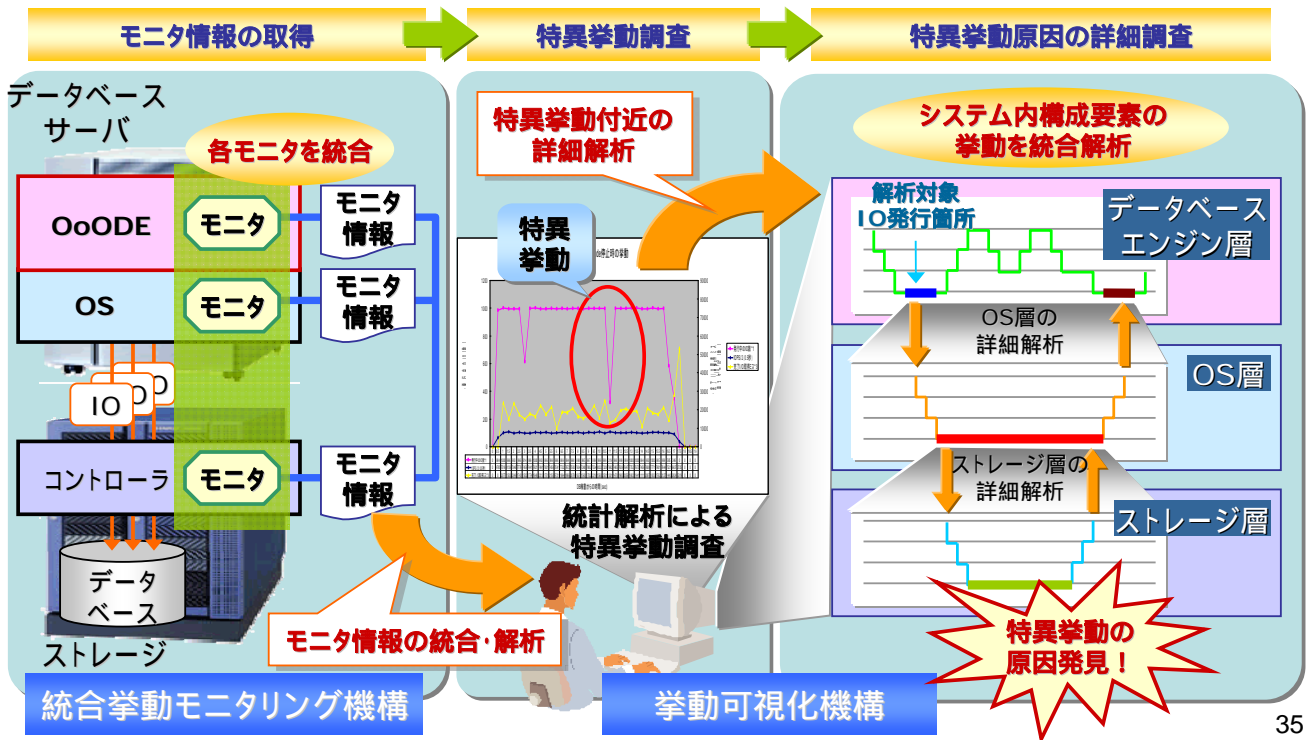 モニタ情報の取得
特異挙動調査
特異挙動原因の詳細調査
データベース
サーバ
各モニタを統合
OoODE
モニタ
モニタ
情報
OS
モニタ
モニタ
情報
IO
コントローラ
モニタ
モニタ
情報
データ
ベース
ストレージ
モニタ情報の統合・解析
統合挙動モニタリング機構
特異挙動付近の
詳細解析
特異
挙動
統計解析による
特異挙動調査
挙動可視化機構
システム内構成要素の
挙動を統合解析
解析対象
IO発行箇所
データベース
エンジン層
OS層の
詳細解析
OS層
ストレージ層の
詳細解析
ストレージ層
特異挙動の
原因発見！
35